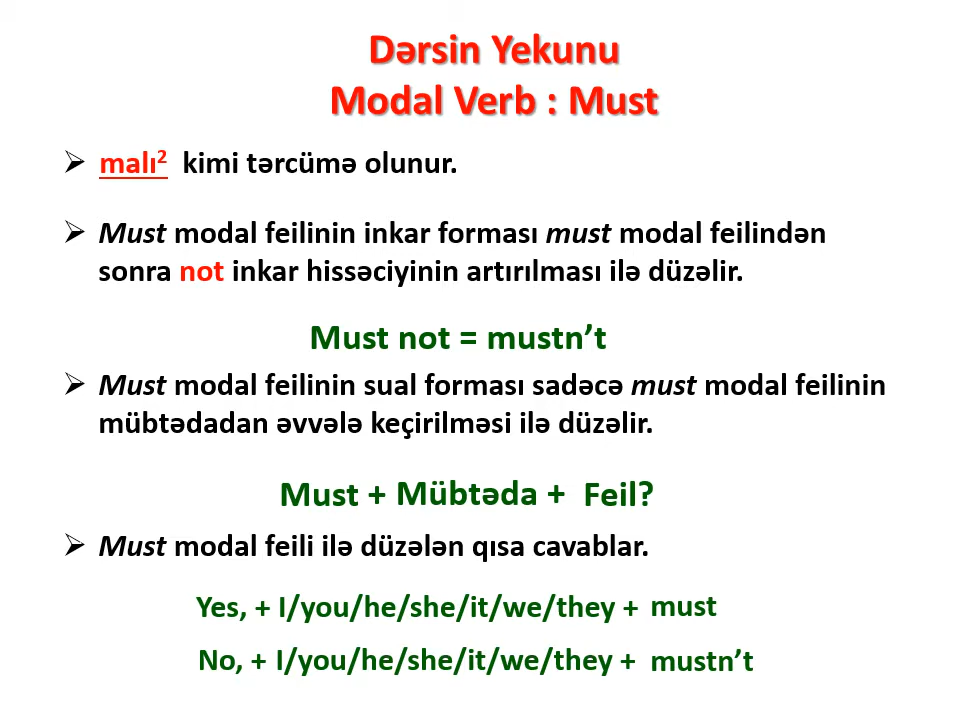 Dərsin Yekunu
Modal Verb : Must
➢ malı² kimi tərcümə olunur.
➢ Must modal feilinin inkar forması must modal feilindən
sonra not inkar hissəciyinin artırılması ilə düzəlir.
Must not = mustn’t
➢ Must modal feilinin sual forması sadəcə must modal feilinin
mübtədadan əvvələ keçirilməsi ilə düzəlir.
Must + Mübtəda + Feil?
➢ Must modal feili ilə düzələn qısa cavablar.
Yes, + I/you/he/she/it/we/they + must
No, + I/you/he/she/it/we/they + mustn’t